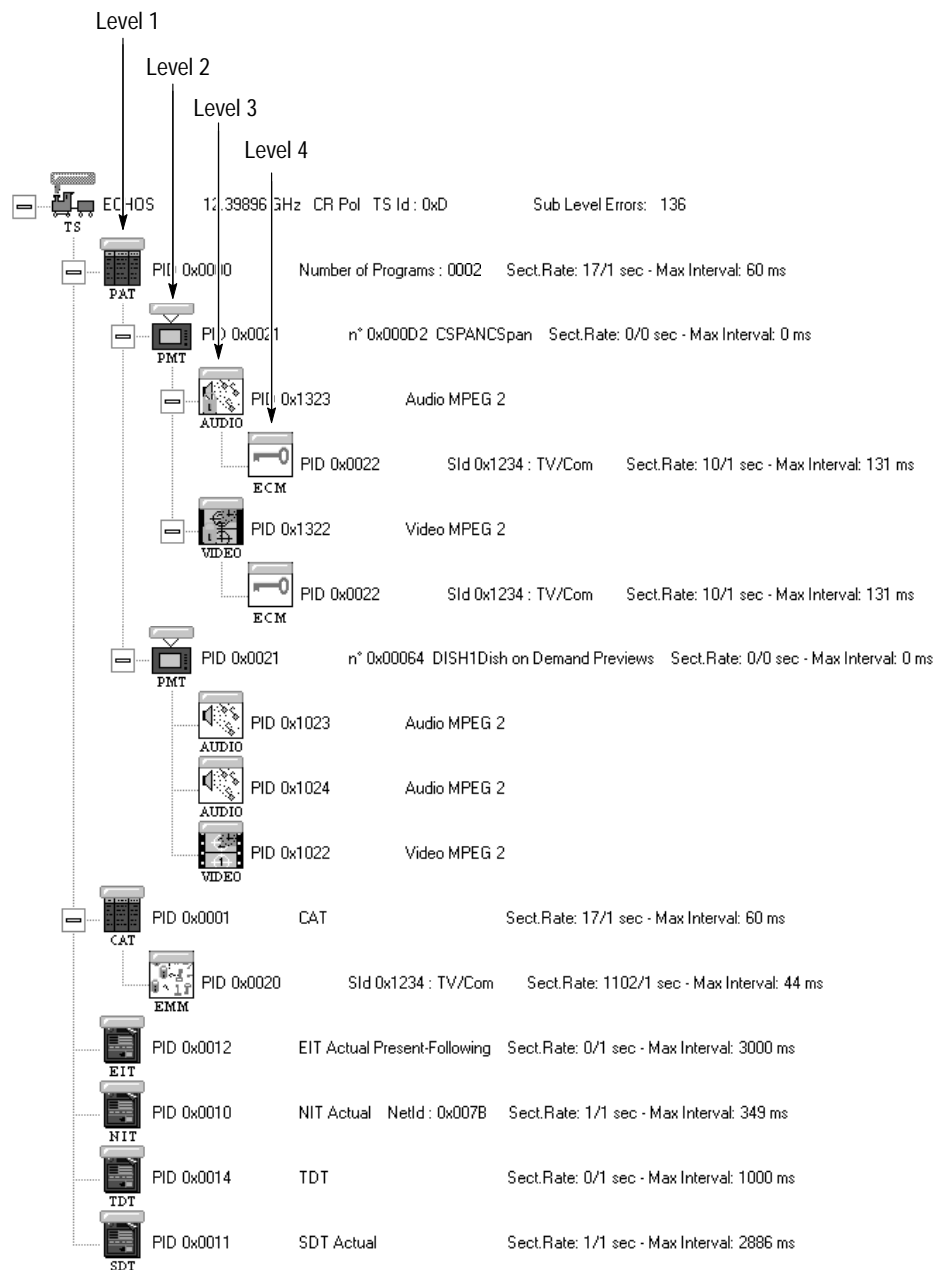 Level 1
Level 2
Level 3
Level 4
ECHOS 12.39896 GHz CR Pol TS Id : 0xD Sub Level Errors: 136
TS
PID 0x0000 Number of Programs : 0002 Sect.Rate: 17/1 sec - Max Interval: 60 ms
PAT
PID 0x0021 n° 0x000D2 CSPANCSpan Sect.Rate: 0/0 sec - Max Interval: 0 ms
PMT
PID 0x1323 Audio MPEG 2
AUDIO
PID 0x0022 SId 0x1234 : TV/Com Sect.Rate: 10/1 sec - Max Interval: 131 ms
ECM
PID 0x1322 Video MPEG 2
VIDEO
PID 0x0022 SId 0x1234 : TV/Com Sect.Rate: 10/1 sec - Max Interval: 131 ms
ECM
PID 0x0021 n° 0x00064 DISH1Dish on Demand Previews Sect.Rate: 0/0 sec - Max Interval: 0 ms
PMT
PID 0x1023 Audio MPEG 2
AUDIO
PID 0x1024 Audio MPEG 2
AUDIO
PID 0x1022 Video MPEG 2
VIDEO
PID 0x0001 CAT Sect.Rate: 17/1 sec - Max Interval: 60 ms
CAT
PID 0x0020 SId 0x1234 : TV/Com Sect.Rate: 1102/1 sec - Max Interval: 44 ms
EMM
PID 0x0012 EIT Actual Present-Following Sect.Rate: 0/1 sec - Max Interval: 3000 ms
EIT
PID 0x0010 NIT Actual NetId : 0x007B Sect.Rate: 1/1 sec - Max Interval: 349 ms
NIT
PID 0x0014 TDT Sect.Rate: 0/1 sec - Max Interval: 1000 ms
TDT
PID 0x0011 SDT Actual Sect.Rate: 1/1 sec - Max Interval: 2886 ms
SDT